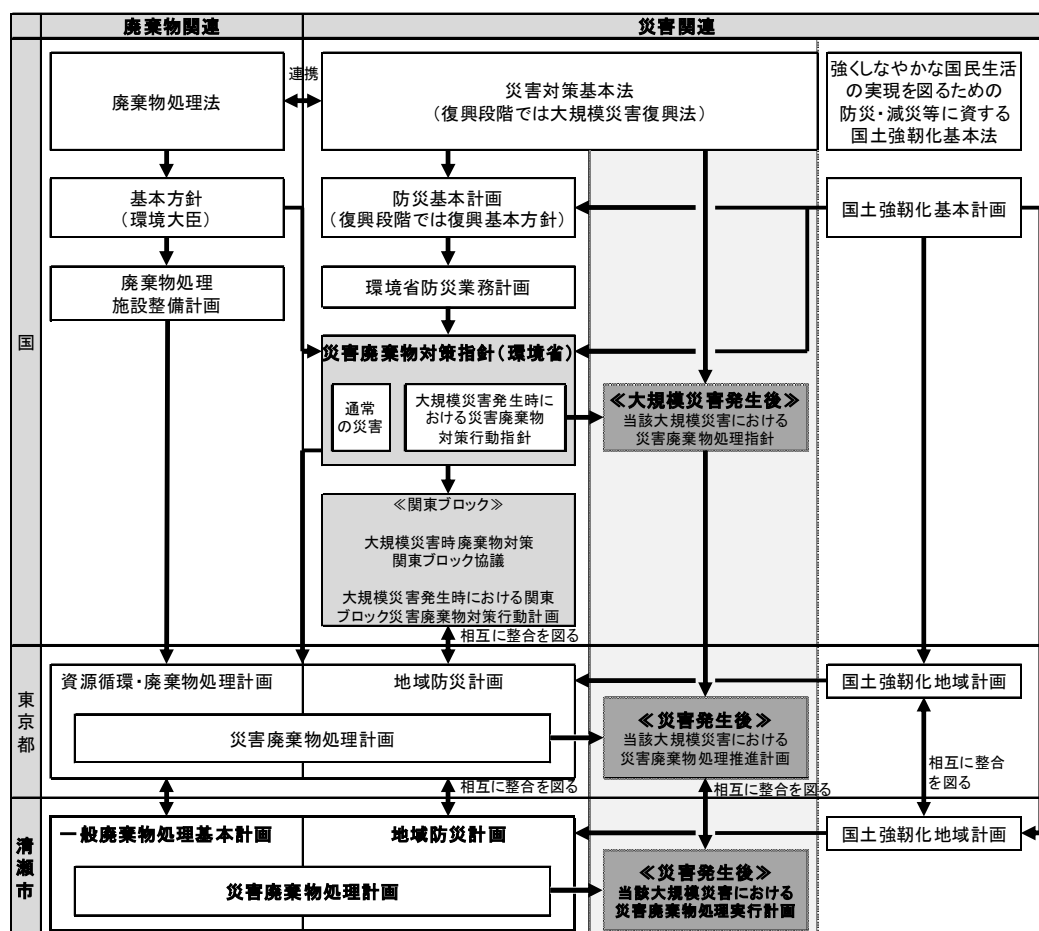 廃棄物関連
災害関連
国
廃棄物処理法
連携
災害対策基本法
（復興段階では大規模災害復興法）
強くしなやかな国民生活
の実現を図るための
防災・減災等に資する
国土強靱化基本法
基本方針
（環境大臣）
防災基本計画
（復興段階では復興基本方針）
国土強靱化基本計画
廃棄物処理
施設整備計画
環境省防災業務計画
災害廃棄物対策指針（環境省）
通常
の災害
大規模災害発生時に
おける災害廃棄物
対策行動指針
≪大規模災害発生後≫
当該大規模災害における
災害廃棄物処理指針
≪関東ブロック≫
大規模災害時廃棄物対策
関東ブロック協議
大規模災害発生時における関東
ブロック災害廃棄物対策行動計画
相互に整合を図る
東京都
資源循環・廃棄物処理計画
地域防災計画
国土強靱化地域計画
災害廃棄物処理計画
≪災害発生後≫
当該大規模災害における
災害廃棄物処理推進計画
相互に整合
を図る
相互に整合を図る
相互に整合を図る
清瀬市
一般廃棄物処理基本計画
地域防災計画
国土強靱化地域計画
災害廃棄物処理計画
≪災害発生後≫
当該大規模災害における
災害廃棄物処理実行計画